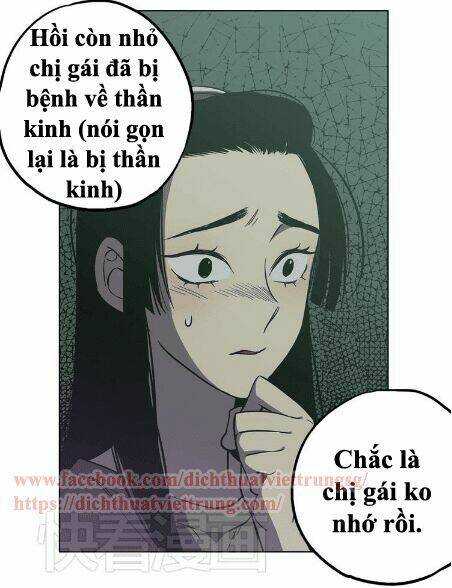 Hồi còn nhỏ
chị gái đã bị
bệnh về thần
kinh (nói gọn
lại là bị thần
kinh)
Chắc là
chị gái ko
nhớ rồi.
www.facebook.com/dichthuatviettrungsg/
https://dichthuatviettrung.com/
快看漫画